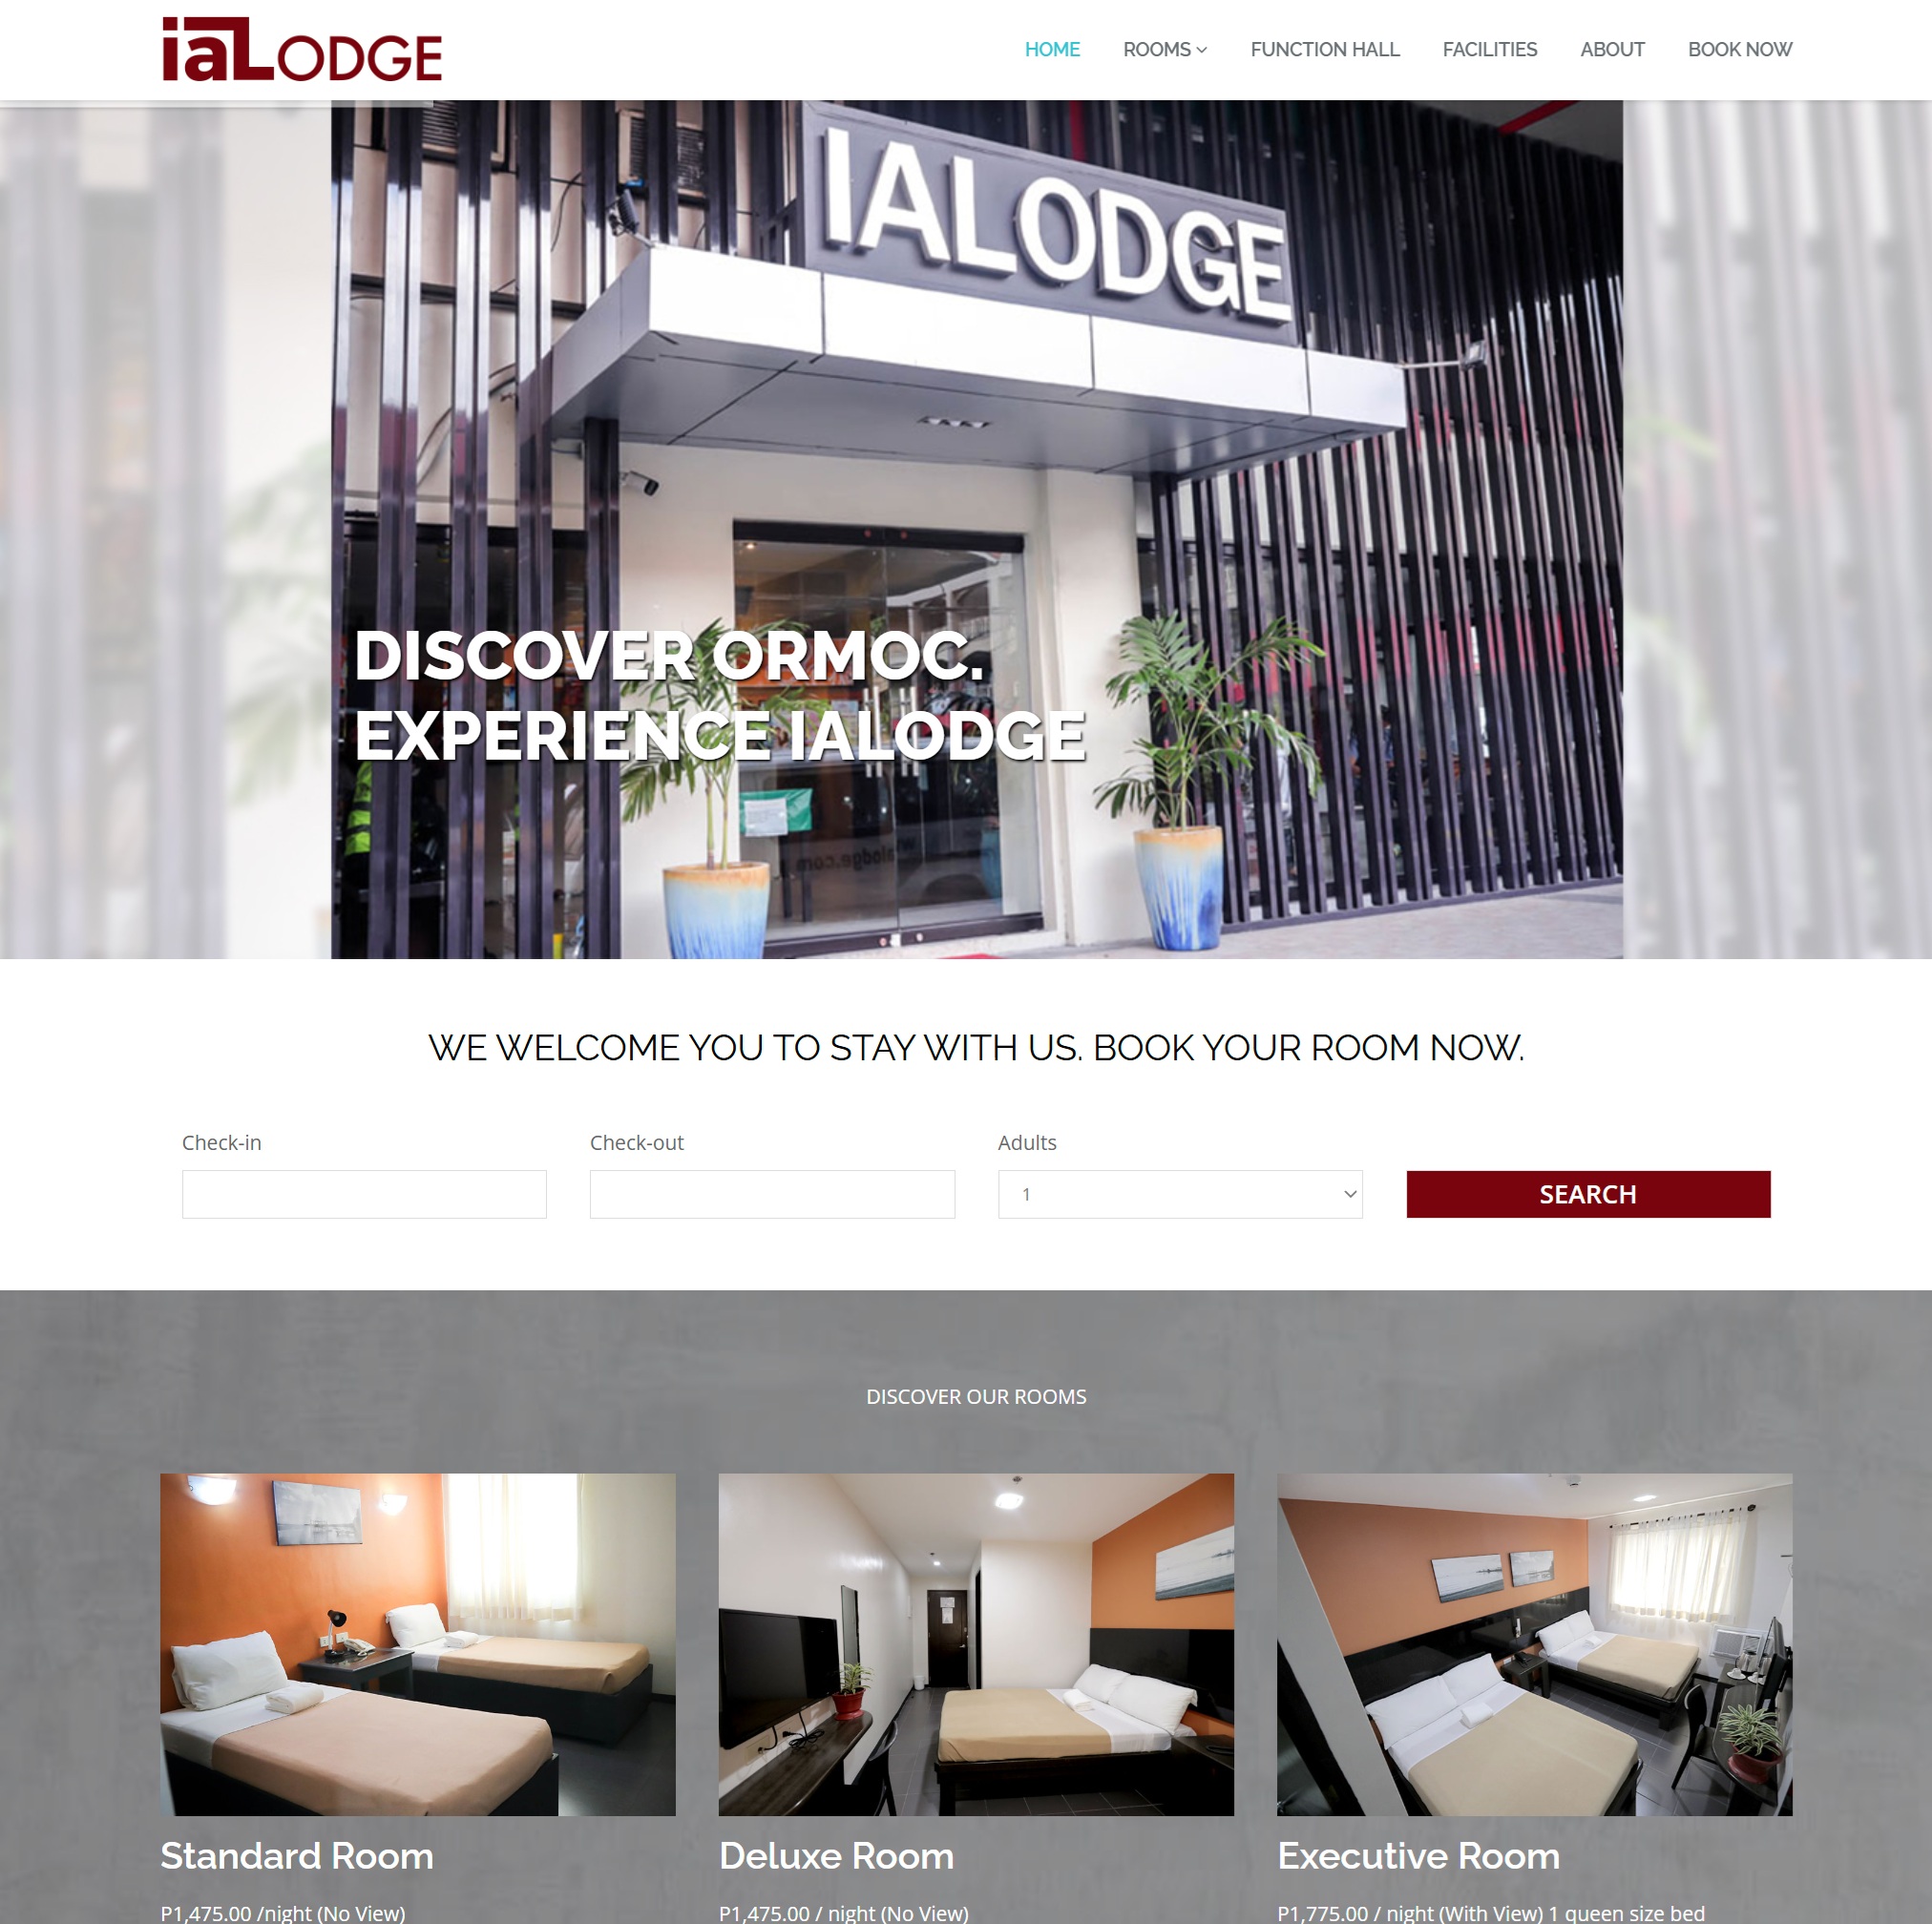 iaLODGE
HOME
ROOMS
FUNCTION HALL
FACILITIES
ABOUT
BOOK NOW
IALODGE
DISCOVER ORMOC.
EXPERIENCE IALODGE
WE WELCOME YOU TO STAY WITH US. BOOK YOUR ROOM NOW.
Check-in
Check-out
Adults
1
SEARCH
DISCOVER OUR ROOMS
Standard Room
P1,475.00 /night (No View)
Deluxe Room
P1,475.00 / night (No View)
Executive Room
P1,775.00 / night (With View) 1 queen size bed